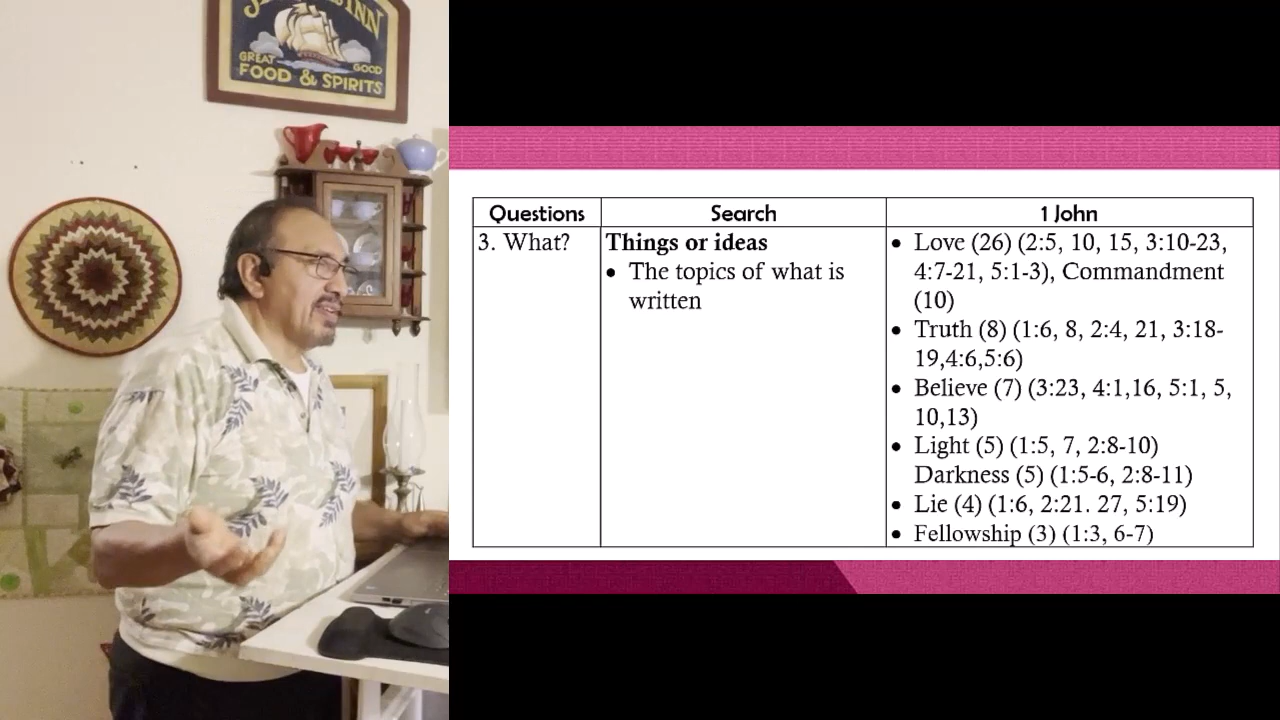 INN
GREAT GOOD
FOOD & SPIRITS
Questions Search 1 John
3. What? Things or ideas
• The topics of what is
written
• Love (26) (2:5, 10, 15, 3:10-23,
4:7-21, 5:1-3), Commandment
(10)
• Truth (8) (1:6, 8, 2:4, 21, 3:18-
19,4:6,5:6)
• Believe (7) (3:23, 4:1,16, 5:1, 5,
10,13)
• Light (5) (1:5, 7, 2:8-10)
Darkness (5) (1:5-6, 2:8-11)
• Lie (4) (1:6, 2:21. 27, 5:19)
• Fellowship (3) (1:3, 6-7)